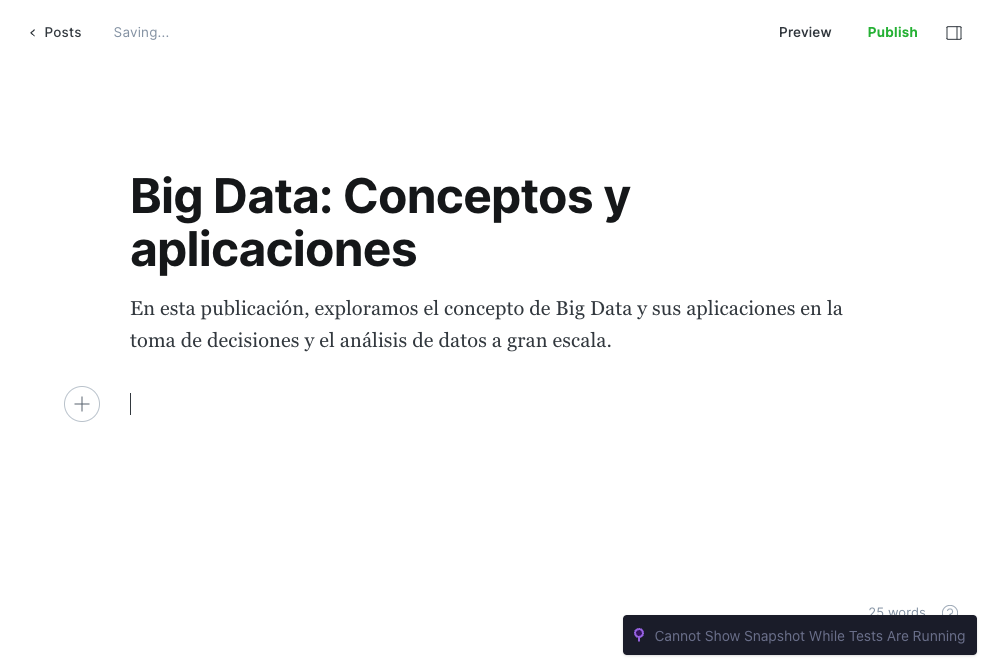 Posts
Saving...
Preview
Publish
Big Data: Conceptos y
aplicaciones
En esta publicación, exploramos el concepto de Big Data y sus aplicaciones en la
toma de decisiones y el análisis de datos a gran escala.
25 words
Cannot Show Snapshot While Tests Are Running